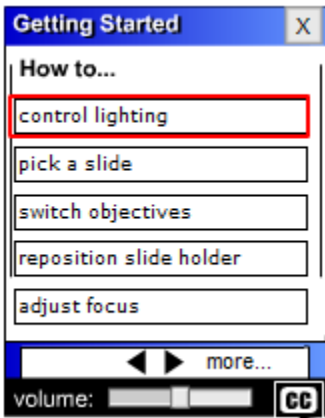 Getting Started X
How to...
control lighting
pick a slide
switch objectives
reposition slide holder
adjust focus
more...
volume: CC